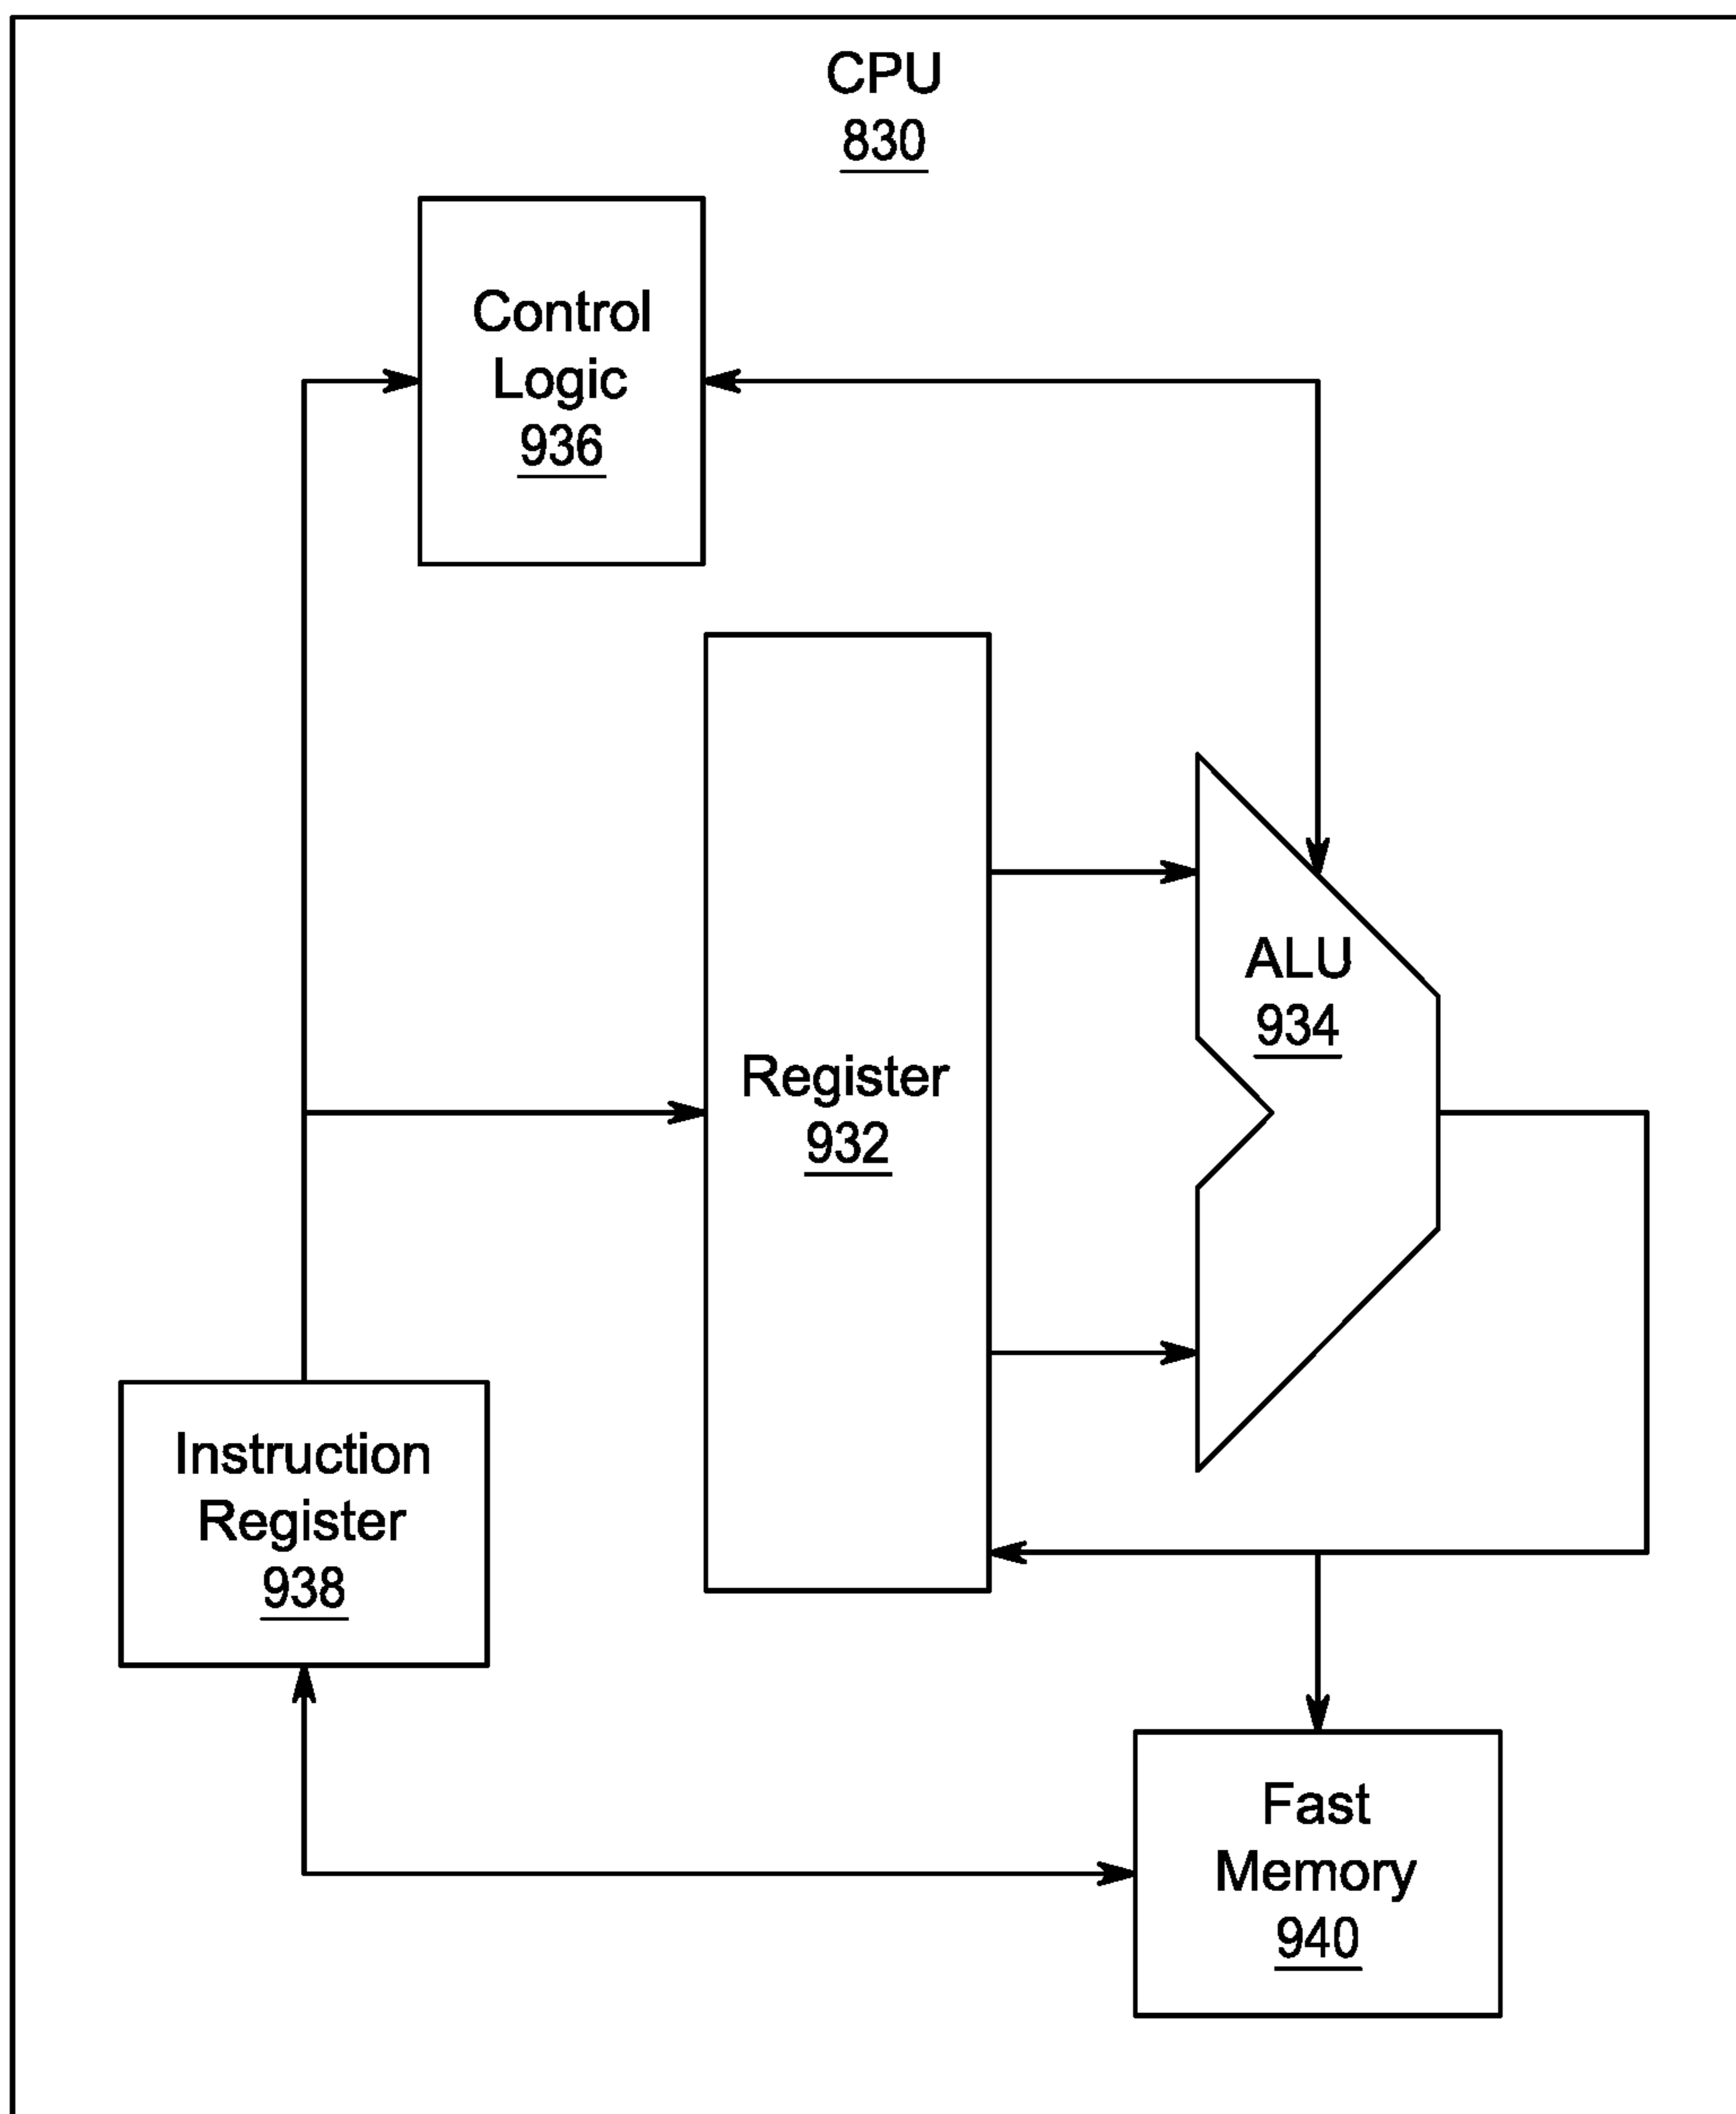 CPU
830
Control
Logic
936
ALU
934
Register
932
Instruction
Register
938
Fast
Memory
940